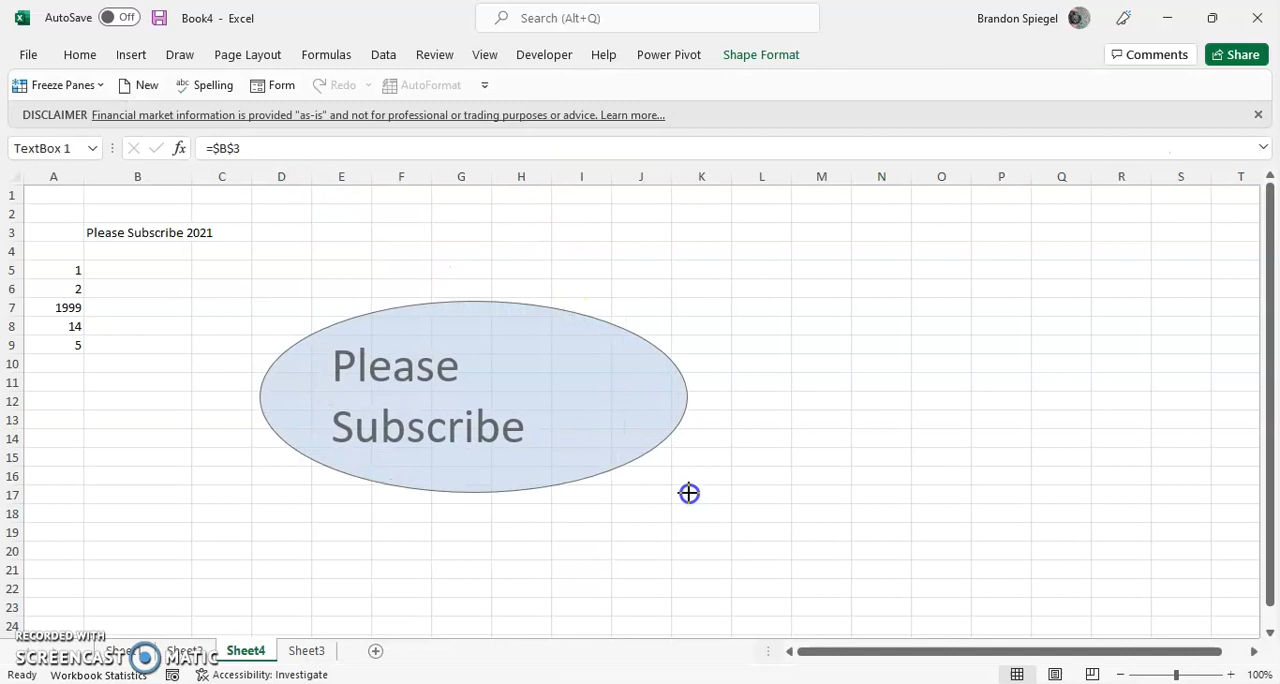 AutoSave Off Book4 - Excel Search (Alt+Q) Brandon Spiegel
File Home Insert Draw Page Layout Formulas Data Review View Developer Help Power Pivot Shape Format Comments Share
Freeze Panes New Spelling Form Redo AutoFormat
DISCLAIMER Financial market information is provided "as-is" and not for professional or trading purposes or advice. Learn more...
TextBox 1 fx =$B$3
A B C D E F G H I J K L M N O P Q R S T
1
2
3 Please Subscribe 2021
4
5 1
6 2
7 1999
8 14
9 5
10
11
12
13
14
15
16
17
18
19
20
21
22
23
24
Please
Subscribe
RECORDED WITH
SCREENCAST MATIC
Sheet4 Sheet3
Ready Workbook Statistics Accessibility: Investigate 100%